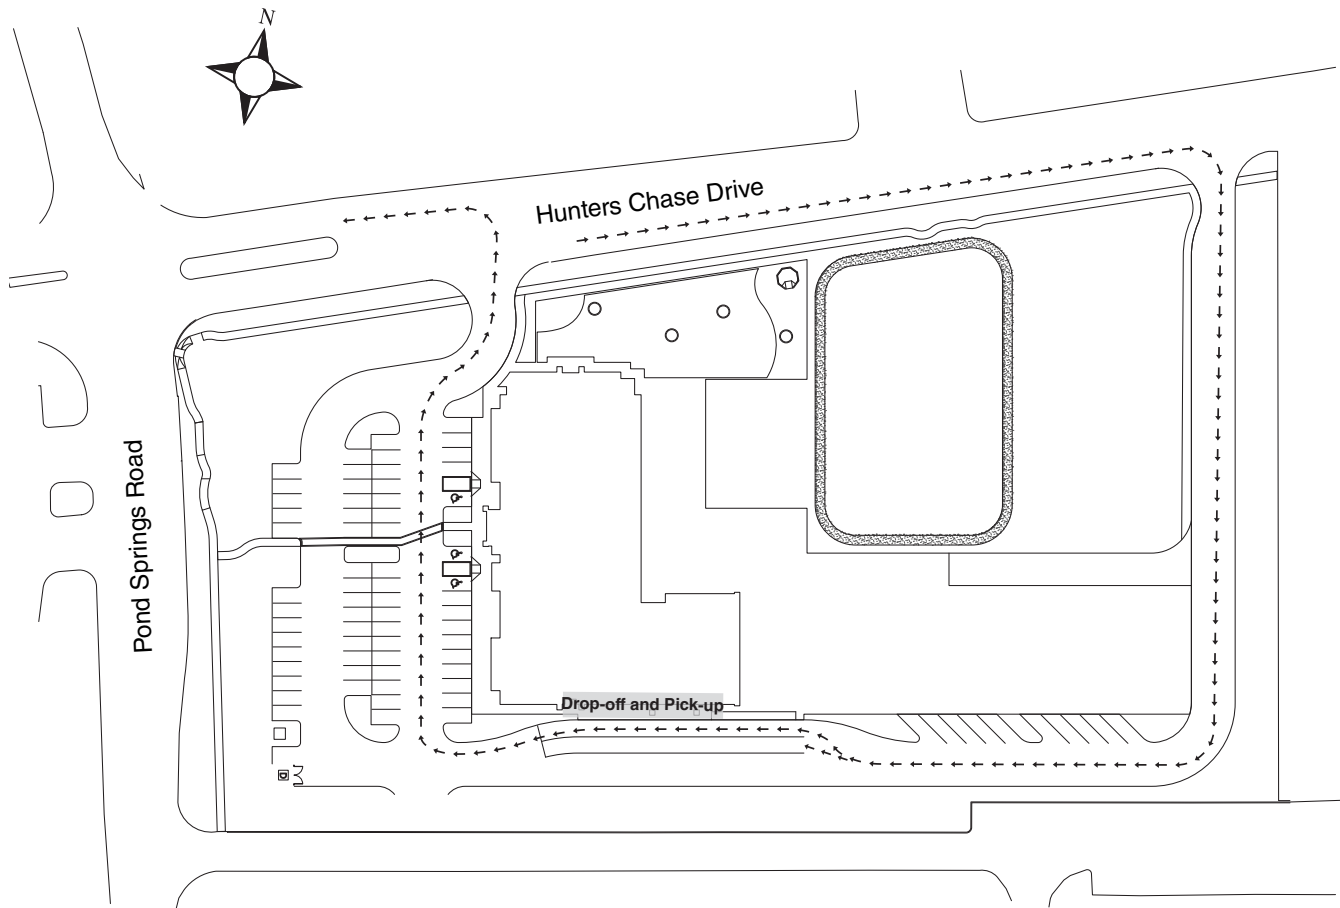 N
Hunters Chase Drive
Pond Springs Road
Drop-off and Pick-up
D